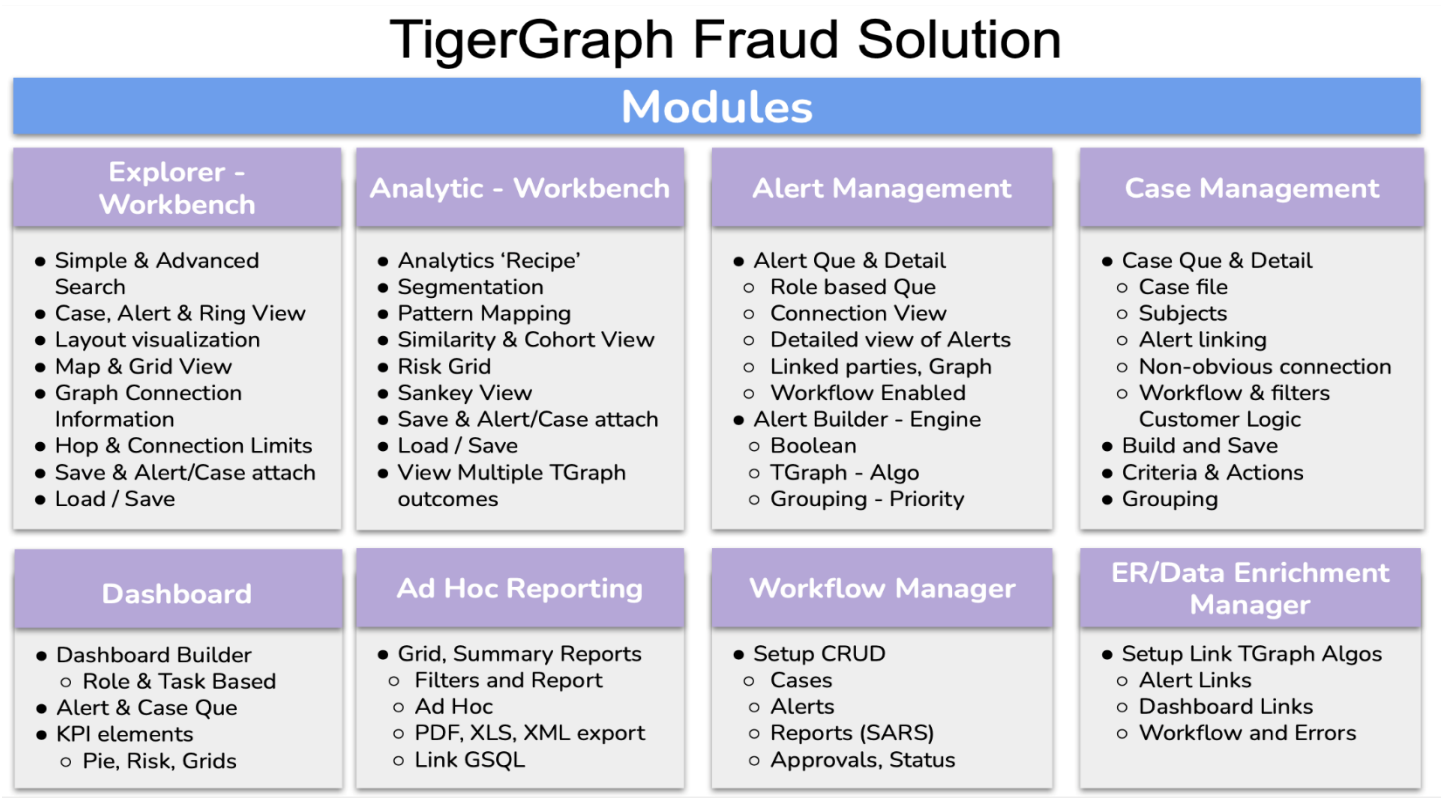 TigerGraph Fraud Solution
Modules
Explorer -
Workbench
● Simple & Advanced
Search
● Case, Alert & Ring View
● Layout visualization
● Map & Grid View
● Graph Connection
Information
● Hop & Connection Limits
● Save & Alert/Case attach
● Load / Save
Analytic - Workbench
● Analytics ‘Recipe’
● Segmentation
● Pattern Mapping
● Similarity & Cohort View
● Risk Grid
● Sankey View
● Save & Alert/Case attach
● Load / Save
● View Multiple TGraph
outcomes
Alert Management
● Alert Que & Detail
○ Role based Que
○ Connection View
○ Detailed view of Alerts
○ Linked parties, Graph
○ Workflow Enabled
● Alert Builder - Engine
○ Boolean
○ TGraph - Algo
○ Grouping - Priority
Case Management
● Case Que & Detail
○ Case file
○ Subjects
○ Alert linking
○ Non-obvious connection
○ Workflow & filters
Customer Logic
● Build and Save
● Criteria & Actions
● Grouping
Dashboard
● Dashboard Builder
○ Role & Task Based
● Alert & Case Que
● KPI elements
○ Pie, Risk, Grids
Ad Hoc Reporting
● Grid, Summary Reports
○ Filters and Report
○ Ad Hoc
○ PDF, XLS, XML export
○ Link GSQL
Workflow Manager
● Setup CRUD
○ Cases
○ Alerts
○ Reports (SARS)
○ Approvals, Status
ER/Data Enrichment
Manager
● Setup Link TGraph Algos
○ Alert Links
○ Dashboard Links
○ Workflow and Errors